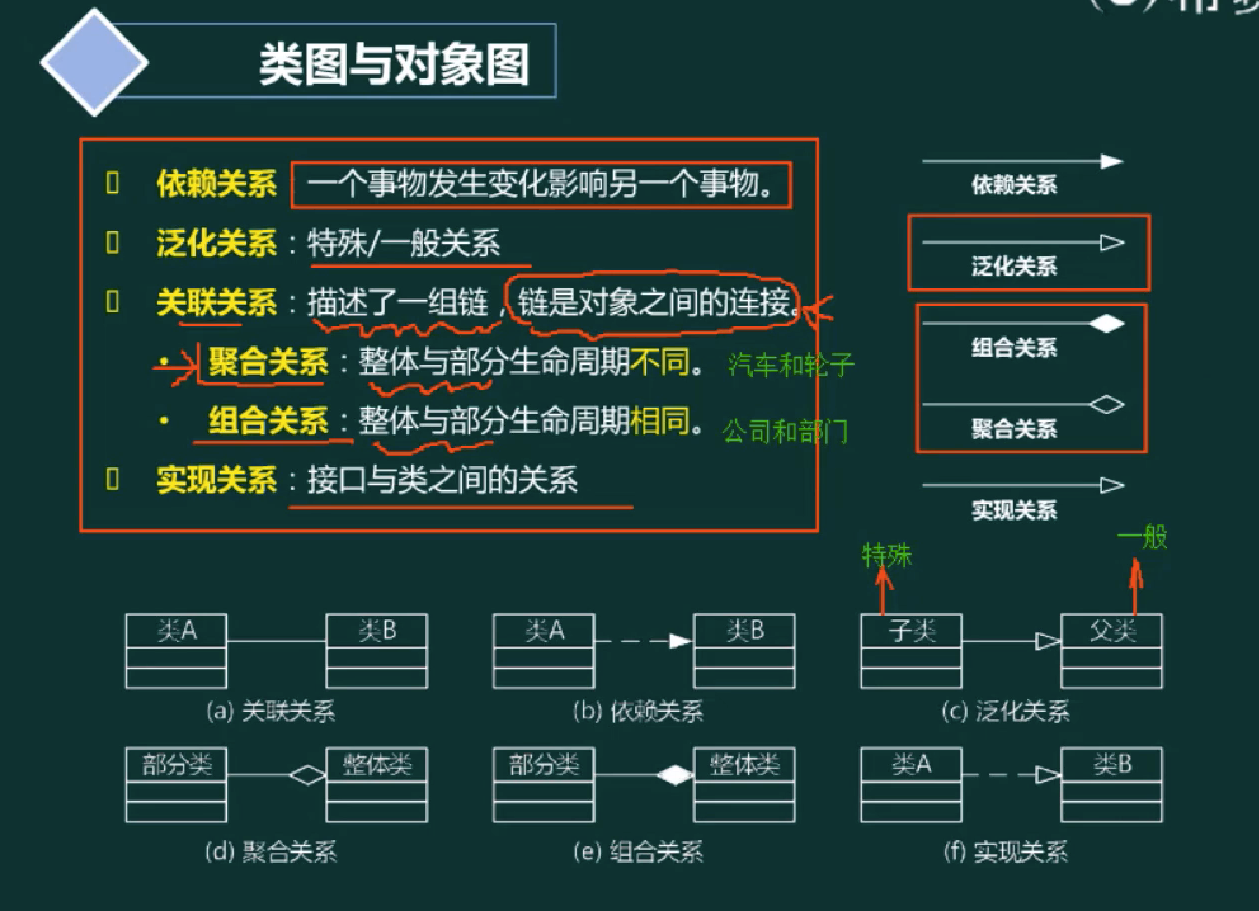 类图与对象图
依赖关系 一个事物发生变化影响另一个事物。
泛化关系：特殊/一般关系
关联关系：描述了一组链，链是对象之间的连接。
• 聚合关系：整体与部分生命周期不同。 汽车和轮子
• 组合关系：整体与部分生命周期相同。 公司和部门
实现关系：接口与类之间的关系
依赖关系
泛化关系
组合关系
聚合关系
实现关系
特殊 一般
类A 类B
(a) 关联关系
类A 类B
(b) 依赖关系
子类 父类
(c) 泛化关系
部分类 整体类
(d) 聚合关系
部分类 整体类
(e) 组合关系
类A 类B
(f) 实现关系